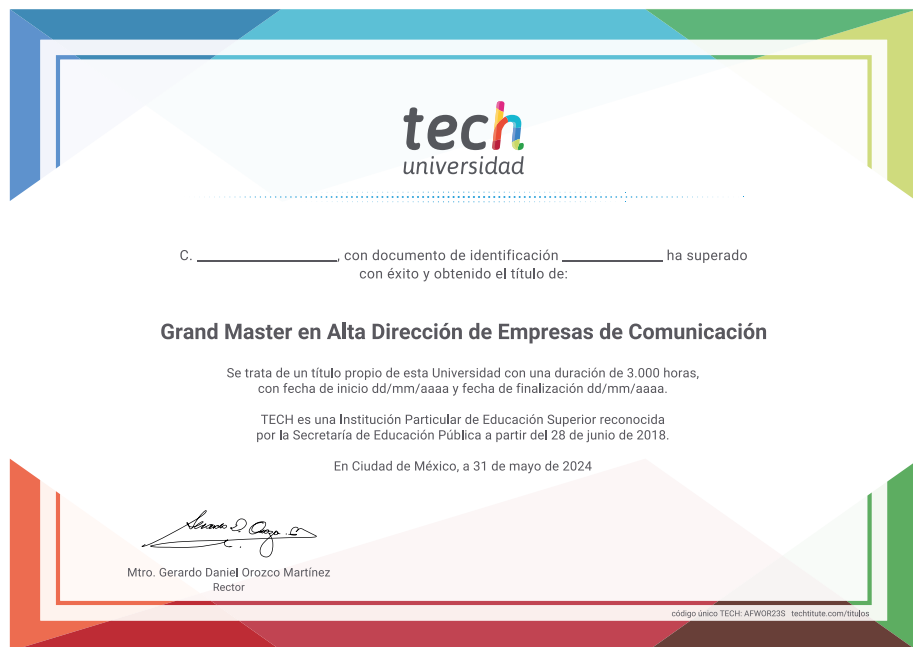 tech
universidad
C. ____________________, con documento de identificación ______________ ha superado
con éxito y obtenido el título de:
Grand Master en Alta Dirección de Empresas de Comunicación
Se trata de un título propio de esta Universidad con una duración de 3.000 horas,
con fecha de inicio dd/mm/aaaa y fecha de finalización dd/mm/aaaa.
TECH es una Institución Particular de Educación Superior reconocida
por la Secretaría de Educación Pública a partir del 28 de junio de 2018.
En Ciudad de México, a 31 de mayo de 2024
Mtro. Gerardo Daniel Orozco Martínez
Rector
código único TECH: AFWOR23S techtitute.com/titulos